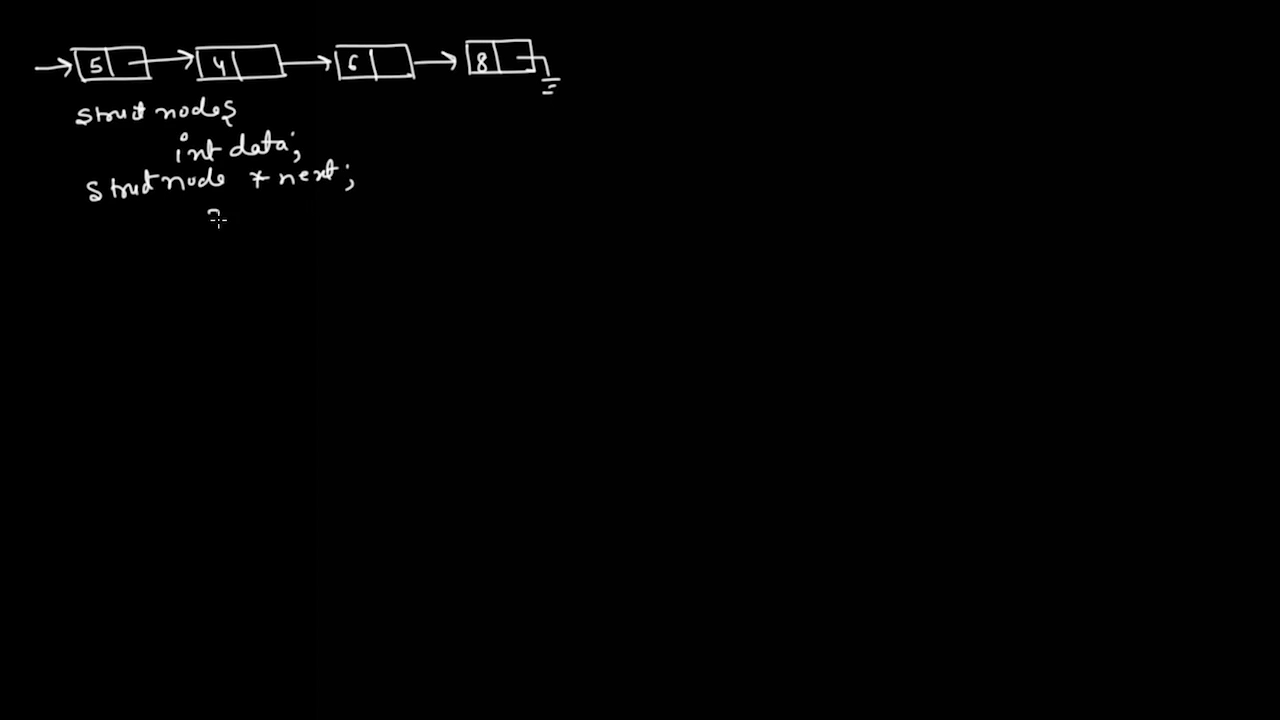 5 4 6 8
struct node{
int data;
struct node * next;